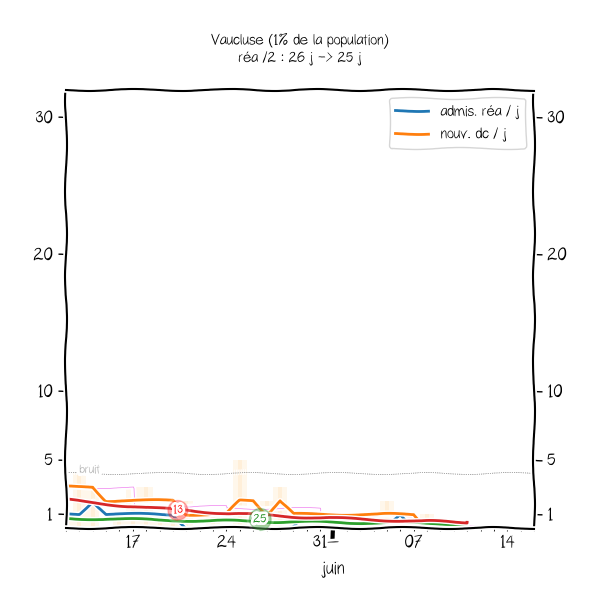 Vaucluse (1% de la population)
réa /2 : 26 j -> 25 j
admis. réa / j
nouv. dc / j
30
30
20
20
10
10
5
5
bruit
1
1
13
25
17
24
31
07
14
juin